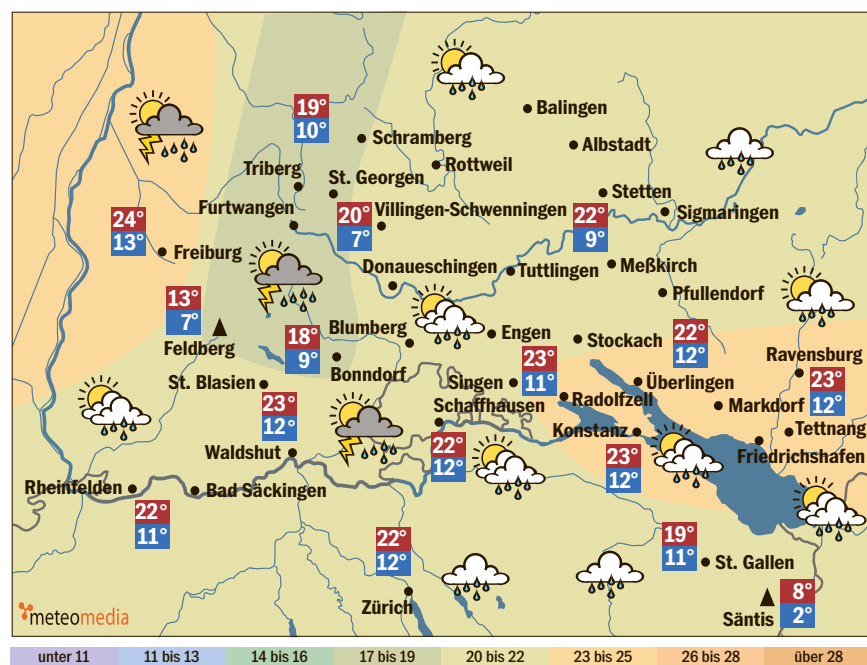 Balingen
19°
10°
Schramberg
Albstadt
Rottweil
Triberg
St. Georgen
Stetten
24°
13°
Furtwangen
20°
7°
Villingen-Schwenningen
22°
9°
Sigmaringen
Freiburg
Donaueschingen
Tuttlingen
Meßkirch
13°
7°
Pfullendorf
Feldberg
18°
9°
Blumberg
Engen
Stockach
22°
12°
Ravensburg
Bonndorf
23°
11°
St. Blasien
Singen
Radolfzell
Überlingen
23°
12°
23°
12°
Schaffhausen
Markdorf
Konstanz
Tettnang
Waldshut
22°
12°
23°
12°
Friedrichshafen
Rheinfelden
Bad Säckingen
22°
11°
22°
12°
19°
11°
St. Gallen
Zürich
8°
2°
Säntis
meteomedia
unter 11
11 bis 13
14 bis 16
17 bis 19
20 bis 22
23 bis 25
26 bis 28
über 28